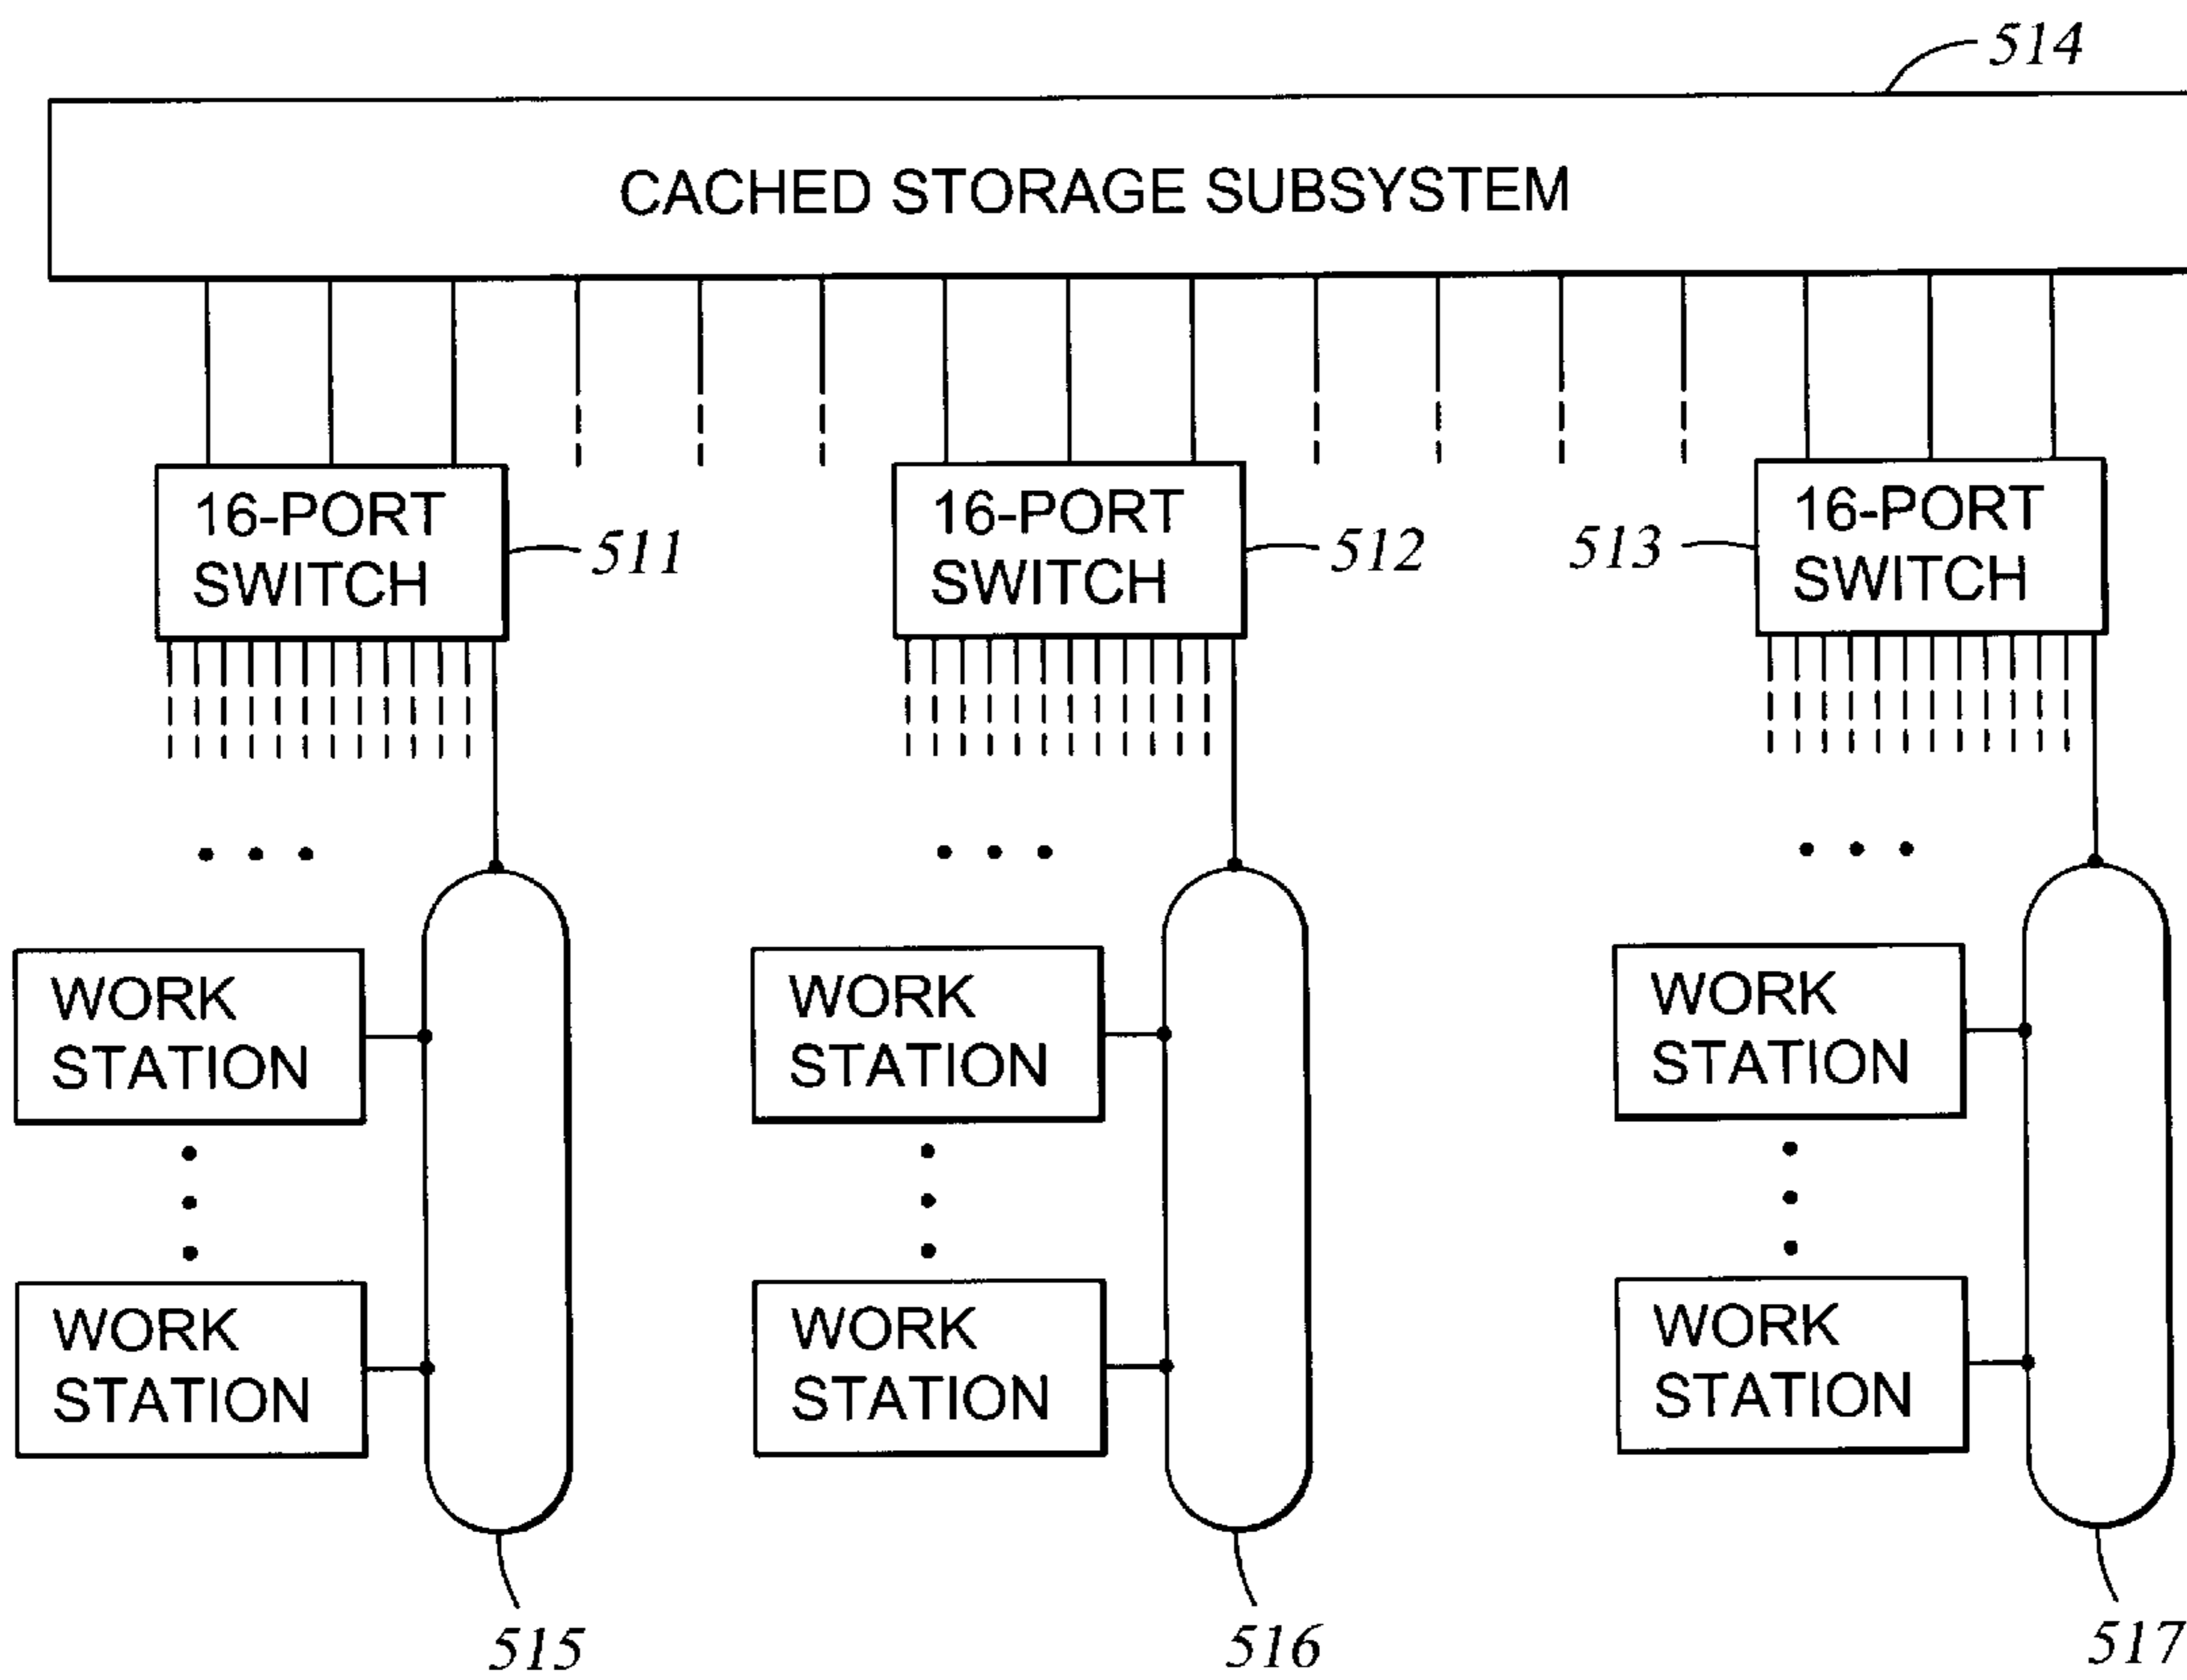 514
CACHED STORAGE SUBSYSTEM
16-PORT
SWITCH
511
16-PORT
SWITCH
512
513
16-PORT
SWITCH
WORK
STATION
WORK
STATION
WORK
STATION
WORK
STATION
WORK
STATION
WORK
STATION
515
516
517